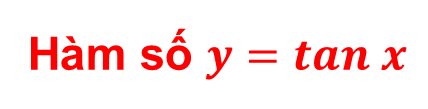 Hàm số y = tan x